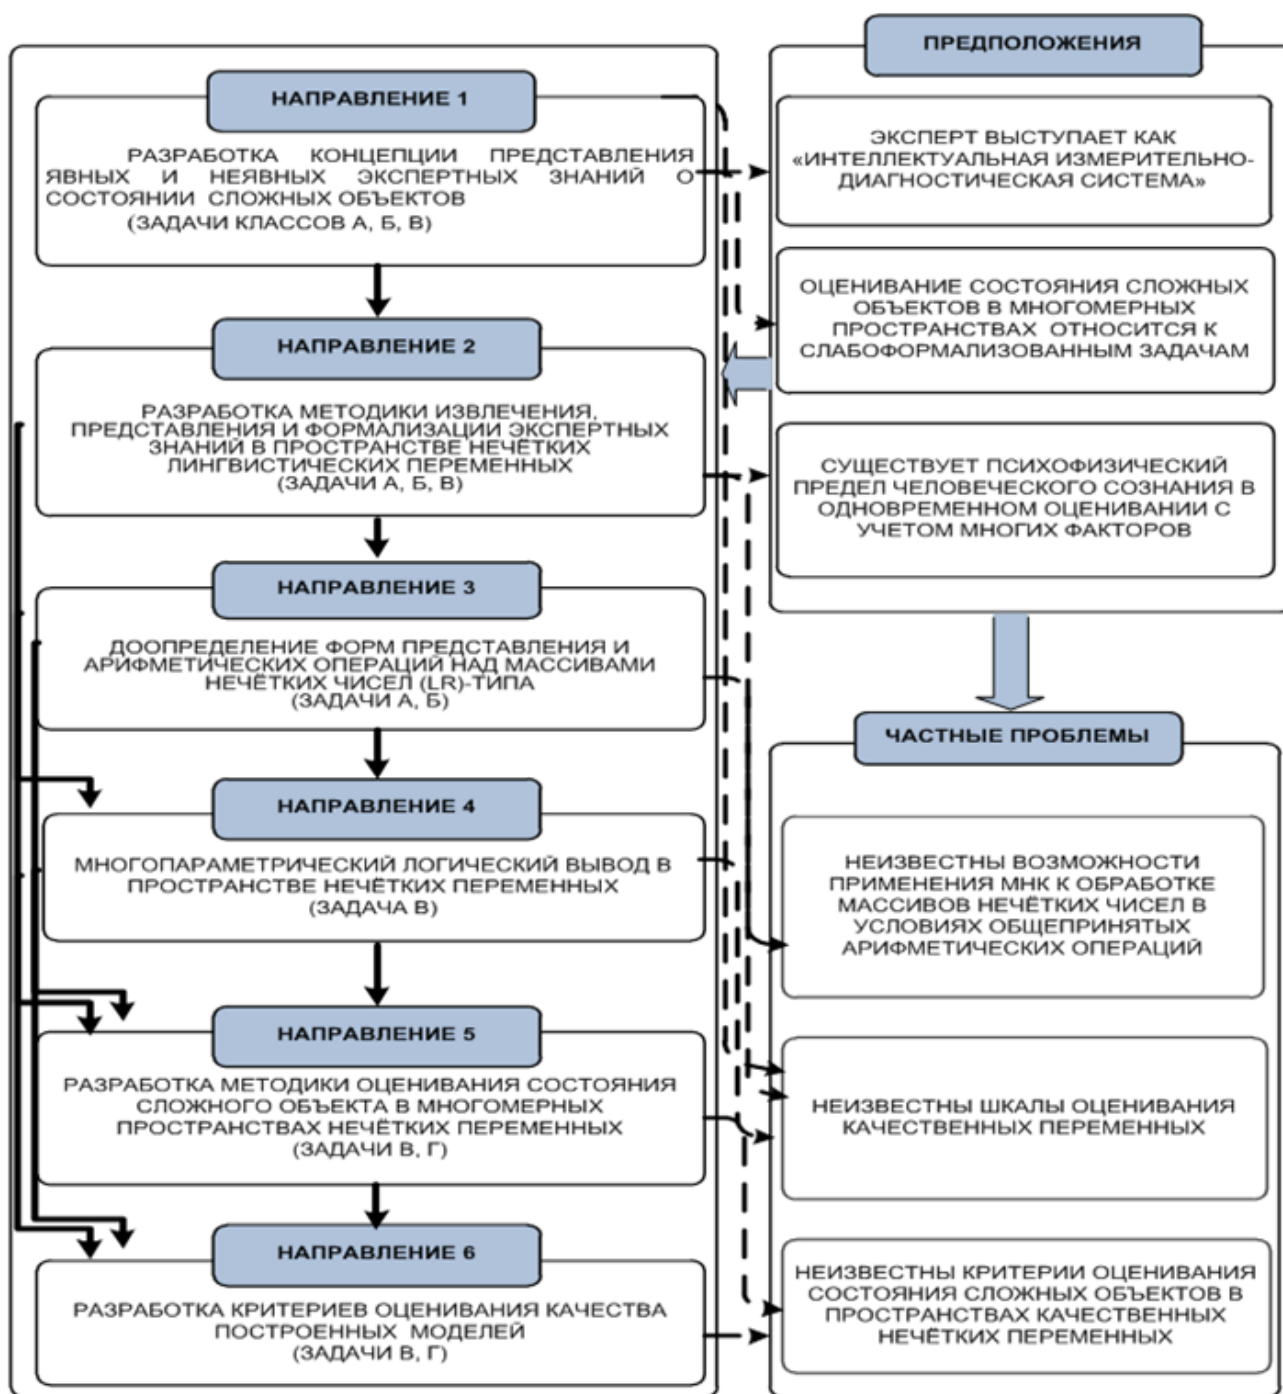 НАПРАВЛЕНИЕ 1
РАЗРАБОТКА КОНЦЕПЦИИ ПРЕДСТАВЛЕНИЯ
ЯВНЫХ И НЕЯВНЫХ ЭКСПЕРТНЫХ ЗНАНИЙ О
СОСТОЯНИИ СЛОЖНЫХ ОБЪЕКТОВ
(ЗАДАЧИ КЛАССОВ А, Б, В)
НАПРАВЛЕНИЕ 2
РАЗРАБОТКА МЕТОДИКИ ИЗВЛЕЧЕНИЯ,
ПРЕДСТАВЛЕНИЯ И ФОРМАЛИЗАЦИИ ЭКСПЕРТНЫХ
ЗНАНИЙ В ПРОСТРАНСТВЕ НЕЧЁТКИХ
ЛИНГВИСТИЧЕСКИХ ПЕРЕМЕННЫХ
(ЗАДАЧИ А, Б, В)
НАПРАВЛЕНИЕ 3
ДООПРЕДЕЛЕНИЕ ФОРМ ПРЕДСТАВЛЕНИЯ И
АРИФМЕТИЧЕСКИХ ОПЕРАЦИЙ НАД МАССИВАМИ
НЕЧЁТКИХ ЧИСЕЛ (LR)-ТИПА
(ЗАДАЧИ А, Б)
НАПРАВЛЕНИЕ 4
МНОГОПАРАМЕТРИЧЕСКИЙ ЛОГИЧЕСКИЙ ВЫВОД В
ПРОСТРАНСТВЕ НЕЧЁТКИХ ПЕРЕМЕННЫХ
(ЗАДАЧА В)
НАПРАВЛЕНИЕ 5
РАЗРАБОТКА МЕТОДИКИ ОЦЕНИВАНИЯ СОСТОЯНИЯ
СЛОЖНОГО ОБЪЕКТА В МНОГОМЕРНЫХ
ПРОСТРАНСТВАХ НЕЧЁТКИХ ПЕРЕМЕННЫХ
(ЗАДАЧИ В, Г)
НАПРАВЛЕНИЕ 6
РАЗРАБОТКА КРИТЕРИЕВ ОЦЕНИВАНИЯ КАЧЕСТВА
ПОСТРОЕННЫХ МОДЕЛЕЙ
(ЗАДАЧИ В, Г)
ПРЕДПОЛОЖЕНИЯ
ЭКСПЕРТ ВЫСТУПАЕТ КАК
«ИНТЕЛЛЕКТУАЛЬНАЯ ИЗМЕРИТЕЛЬНО-
ДИАГНОСТИЧЕСКАЯ СИСТЕМА»
ОЦЕНИВАНИЕ СОСТОЯНИЯ СЛОЖНЫХ
ОБЪЕКТОВ В МНОГОМЕРНЫХ
ПРОСТРАНСТВАХ ОТНОСИТСЯ К
СЛАБОФОРМАЛИЗОВАННЫМ ЗАДАЧАМ
СУЩЕСТВУЕТ ПСИХОФИЗИЧЕСКИЙ
ПРЕДЕЛ ЧЕЛОВЕЧЕСКОГО СОЗНАНИЯ В
ОДНОВРЕМЕННОМ ОЦЕНИВАНИИ С
УЧЕТОМ МНОГИХ ФАКТОРОВ
ЧАСТНЫЕ ПРОБЛЕМЫ
НЕИЗВЕСТНЫ ВОЗМОЖНОСТИ
ПРИМЕНЕНИЯ МНК К ОБРАБОТКЕ
МАССИВОВ НЕЧЁТКИХ ЧИСЕЛ В
УСЛОВИЯХ ОБЩЕПРИНЯТЫХ
АРИФМЕТИЧЕСКИХ ОПЕРАЦИЙ
НЕИЗВЕСТНЫ ШКАЛЫ ОЦЕНИВАНИЯ
КАЧЕСТВЕННЫХ ПЕРЕМЕННЫХ
НЕИЗВЕСТНЫ КРИТЕРИИ ОЦЕНИВАНИЯ
СОСТОЯНИЯ СЛОЖНЫХ ОБЪЕКТОВ В
ПРОСТРАНСТВАХ КАЧЕСТВЕННЫХ
НЕЧЁТКИХ ПЕРЕМЕННЫХ